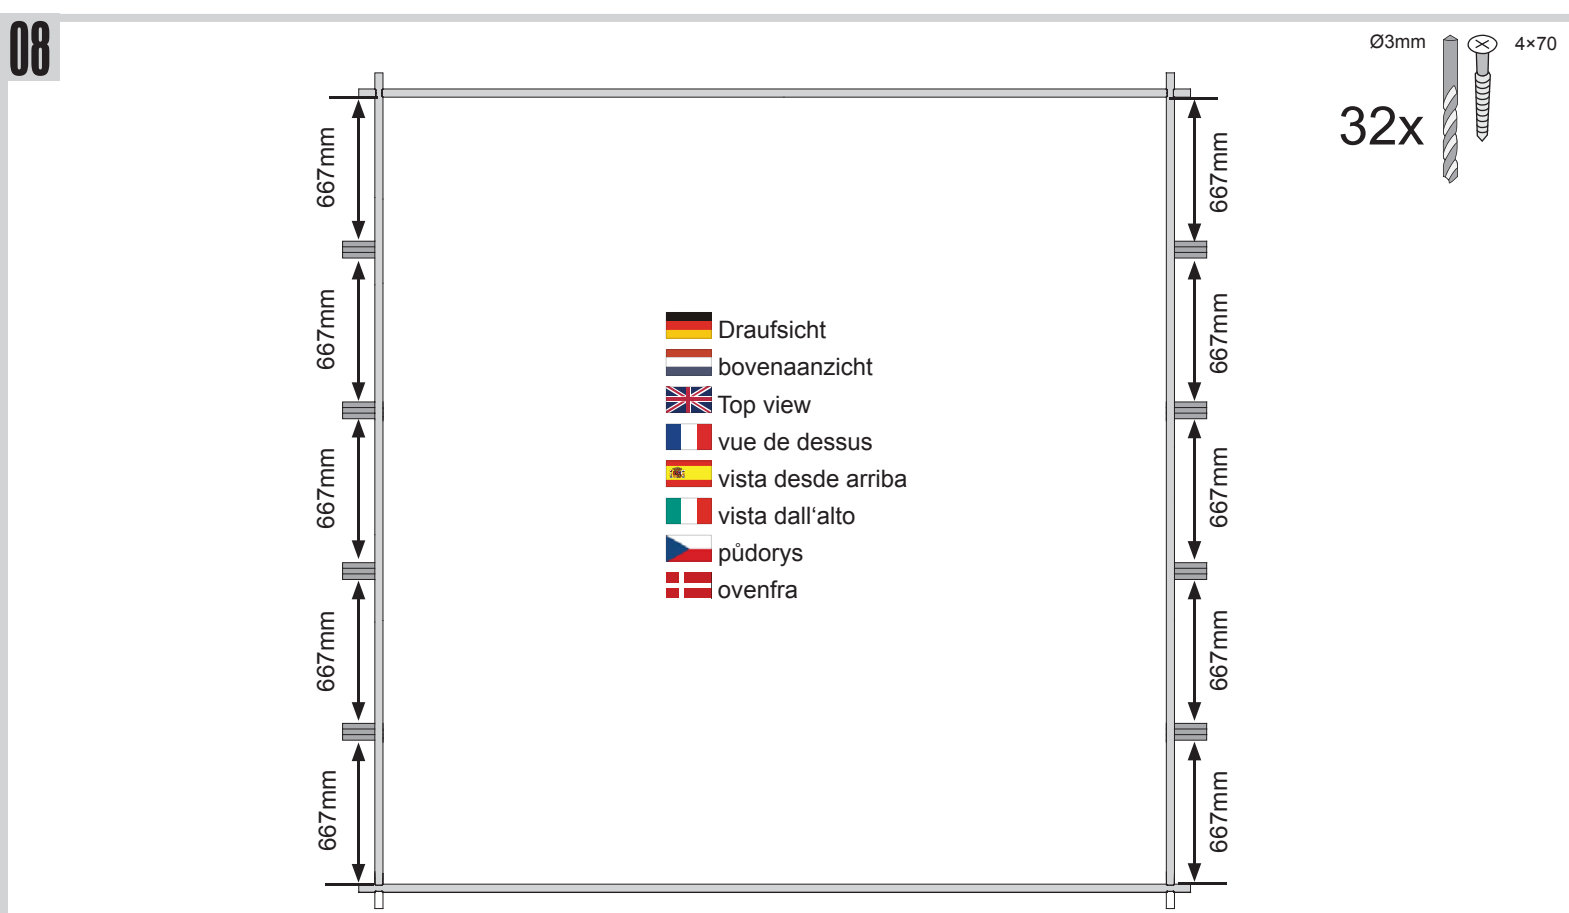 08
Ø3mm
4×70
32x
667mm
667mm
667mm
667mm
667mm
667mm
667mm
667mm
667mm
667mm
Draufsicht
bovenaanzicht
Top view
vue de dessus
vista desde arriba
vista dall‘alto
půdorys
ovenfra